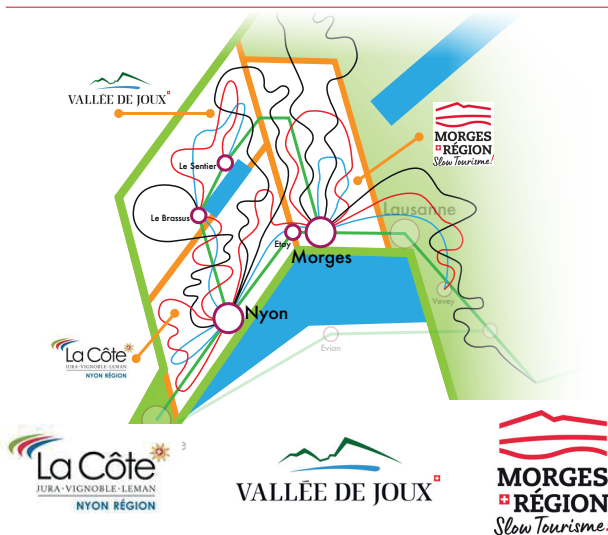 VALLÉE DE JOUX
MORGES
RÉGION
Slow Tourisme!
Le Sentier
Le Brassus
Lausanne
Etoy
Morges
Vevey
Nyon
Evian
La Côte
JURA·VIGNOBLE·LEMAN
NYON RÉGION
La Côte
JURA·VIGNOBLE·LEMAN
NYON RÉGION
VALLÉE DE JOUX
MORGES
RÉGION
Slow Tourisme!